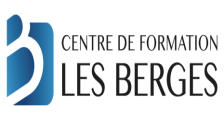 CENTRE DE FORMATION
LES BERGES